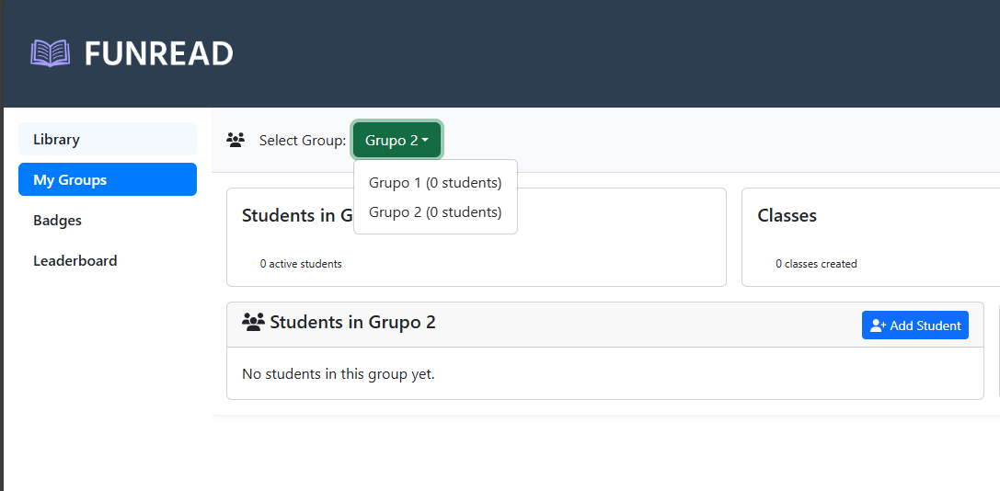 FUNREAD
Library
My Groups
Badges
Leaderboard
Select Group: Grupo 2
Grupo 1 (0 students)
Grupo 2 (0 students)
Students in G
0 active students
Classes
0 classes created
Students in Grupo 2
Add Student
No students in this group yet.